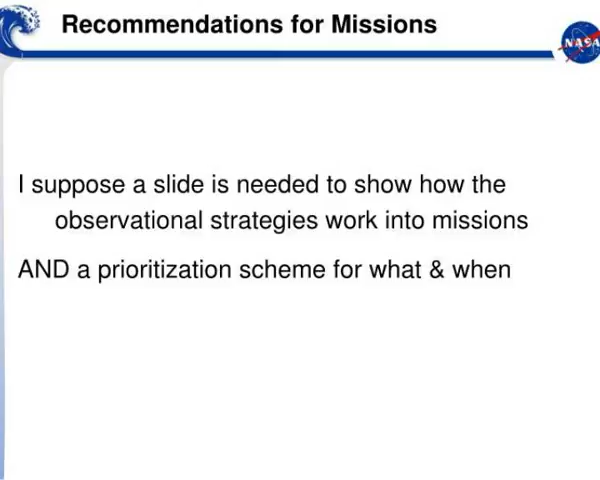 Recommendations for Missions
NASA
I suppose a slide is needed to show how the
observational strategies work into missions
AND a prioritization scheme for what & when